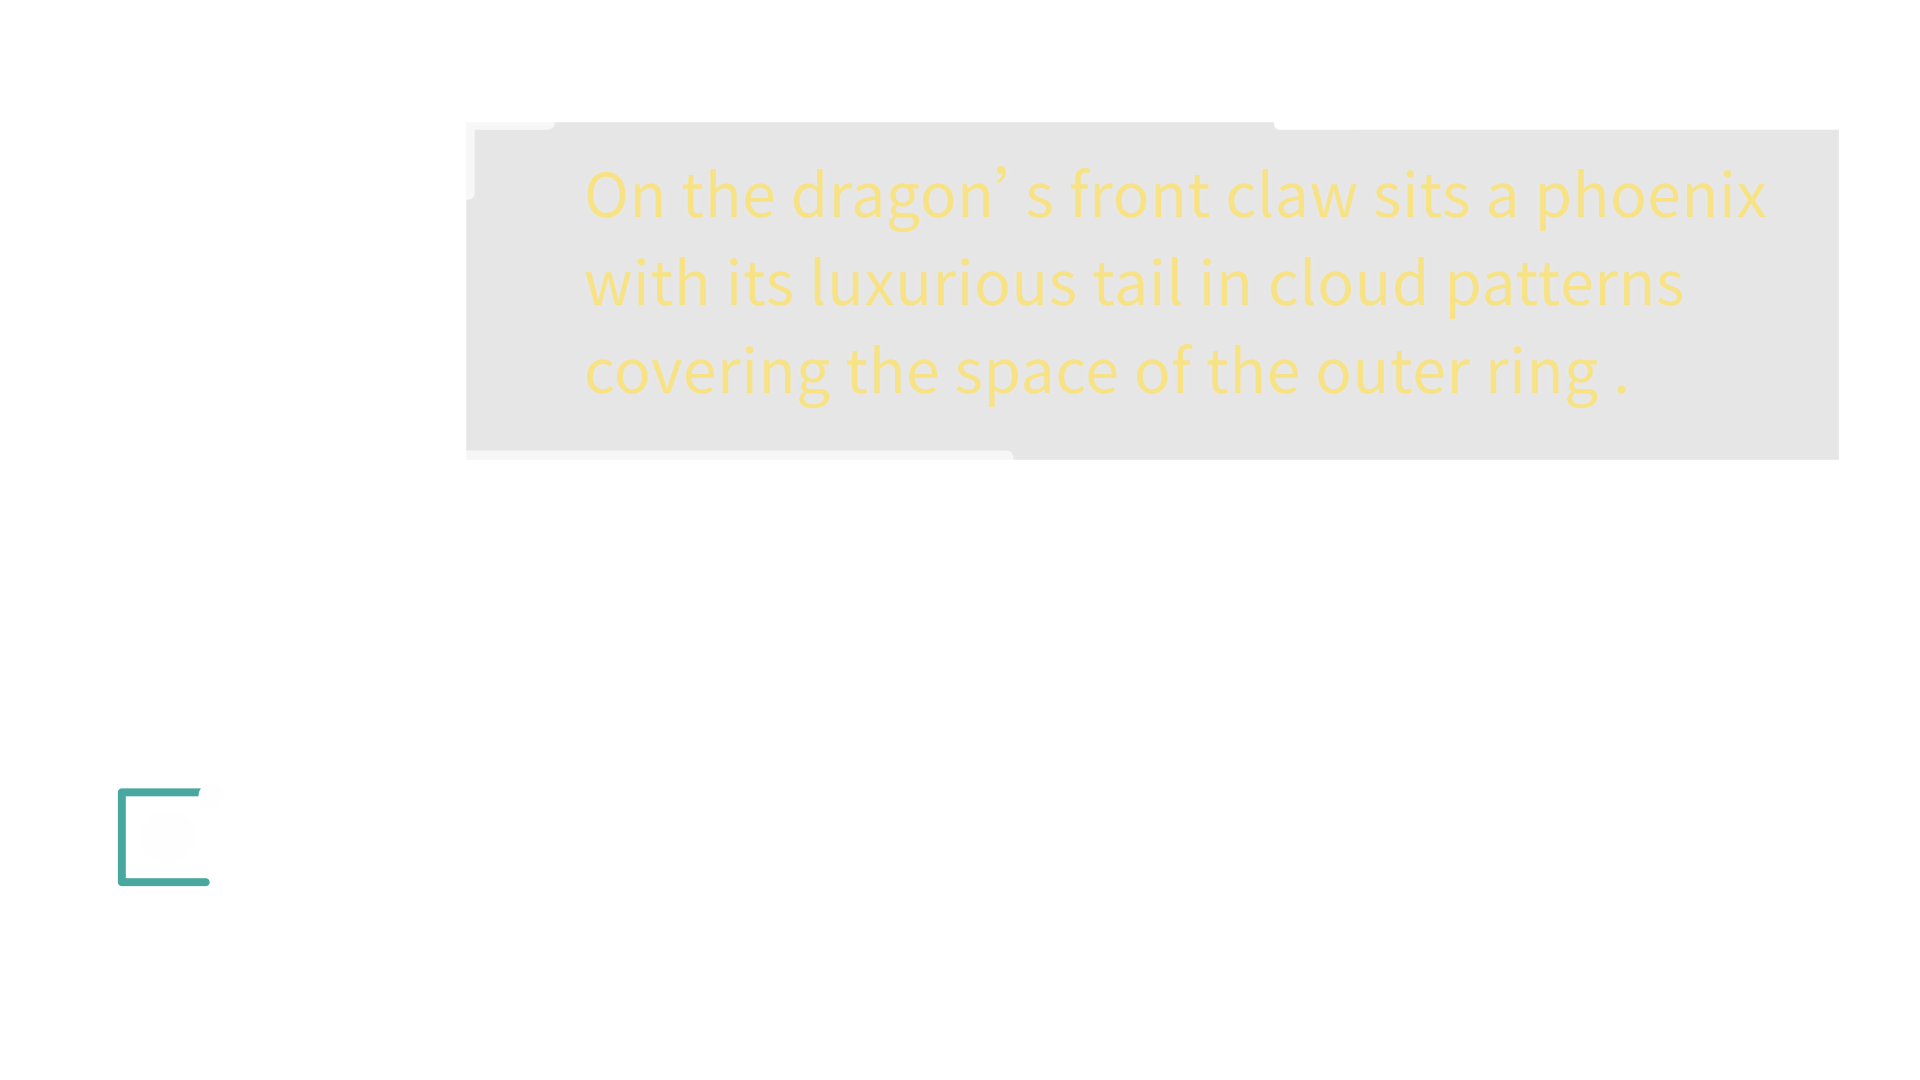 On the dragon’s front claw sits a phoenix
with its luxurious tail in cloud patterns
covering the space of the outer ring .